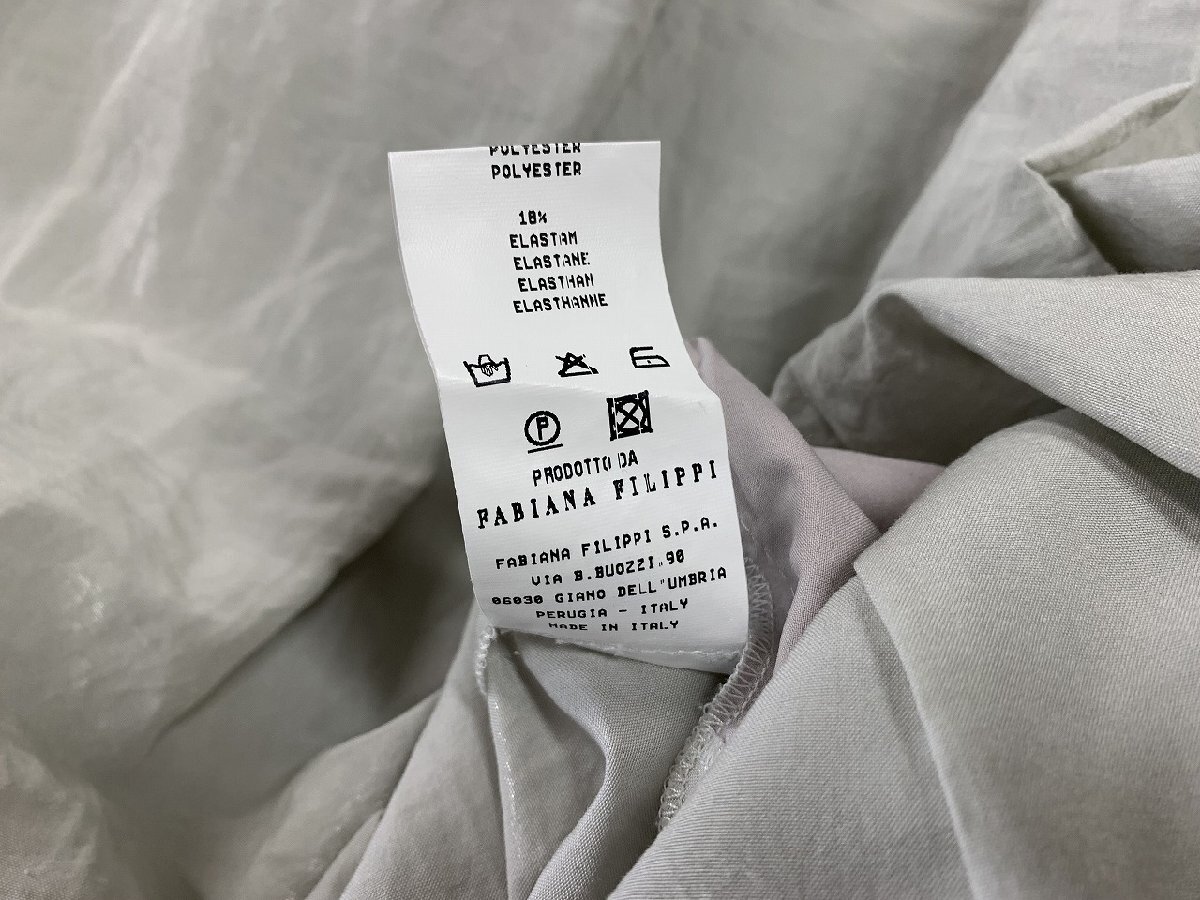 POLYESTER
POLYESTER
10%
ELASTAM
ELASTANE
ELASTHAN
ELASTHANNE
P
PRODOTTO DA
FABIANA FILIPPI
FABIANA FILIPPI S.P.A.
VIA B.BUOZZI,90
06030 GIANO DELL'UMBRIA
PERUGIA - ITALY
MADE IN ITALY